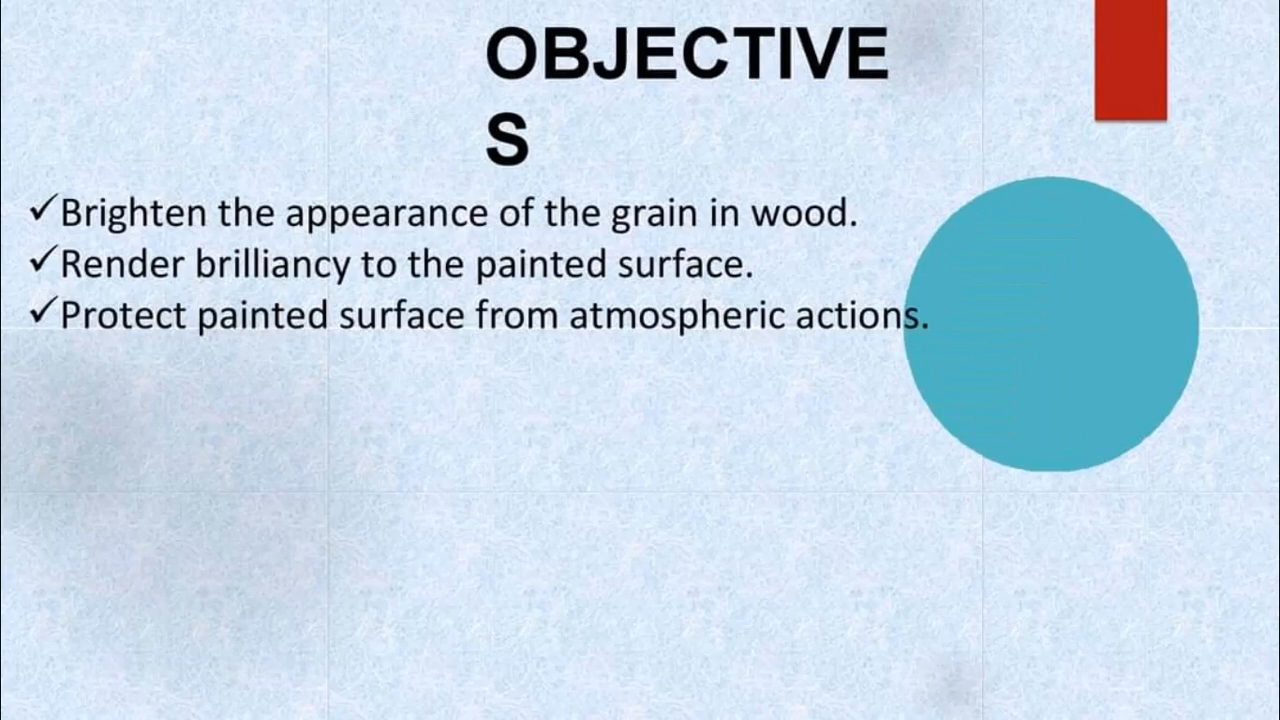 OBJECTIVE
S
✓Brighten the appearance of the grain in wood.
✓Render brilliancy to the painted surface.
✓Protect painted surface from atmospheric actions.